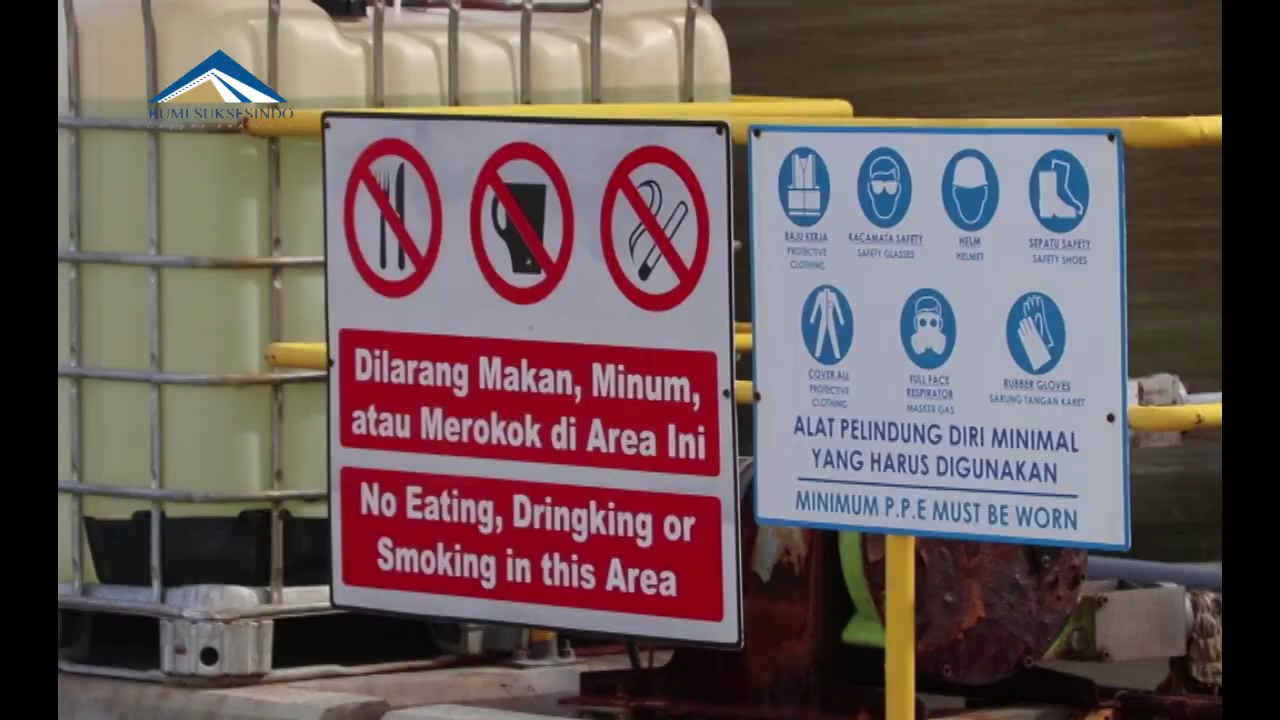 BUMI SUKSESINDO
Dilarang Makan, Minum,
atau Merokok di Area Ini
No Eating, Dringking or
Smoking in this Area
BAJU KERJA
PROTECTIVE
CLOTHING
KACAMATA SAFETY
SAFETY GLASSES
HELM
HELMET
SEPATU SAFETY
SAFETY SHOES
COVER ALL
PROTECTIVE
CLOTHING
FULL FACE
RESPIRATOR
MASKER GAS
RUBBER GLOVES
SARUNG TANGAN KARET
ALAT PELINDUNG DIRI MINIMAL
YANG HARUS DIGUNAKAN
MINIMUM P.P.E MUST BE WORN